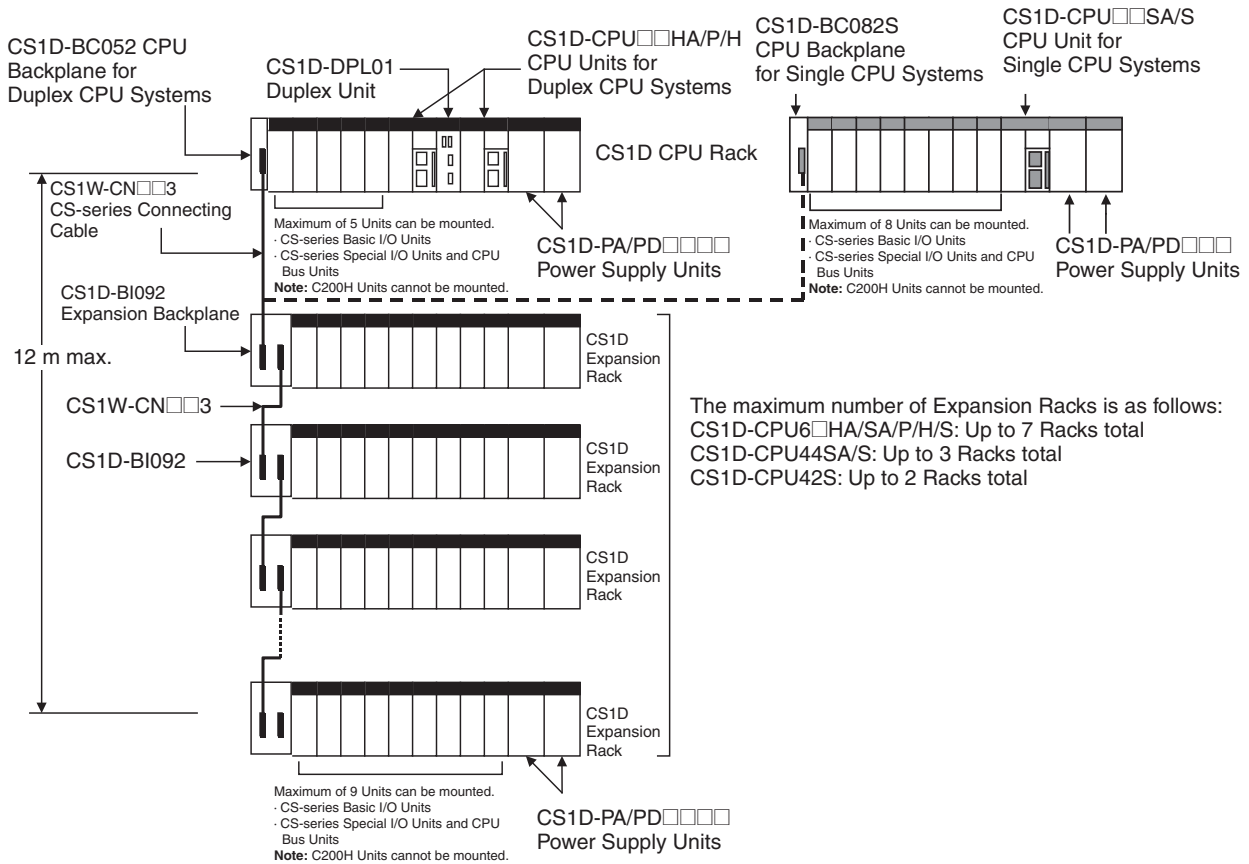 CS1D-BC052 CPU
Backplane for
Duplex CPU Systems
CS1D-DPL01
Duplex Unit
CS1D-CPU□□HA/P/H
CPU Units for
Duplex CPU Systems
CS1D-BC082S
CPU Backplane
for Single CPU Systems
CS1D-CPU□□SA/S
CPU Unit for
Single CPU Systems
CS1D CPU Rack
CS1W-CN□□3
CS-series Connecting
Cable
Maximum of 5 Units can be mounted.
· CS-series Basic I/O Units
· CS-series Special I/O Units and CPU
Bus Units
Note: C200H Units cannot be mounted.
CS1D-PA/PD□□□□
Power Supply Units
Maximum of 8 Units can be mounted.
· CS-series Basic I/O Units
· CS-series Special I/O Units and CPU
Bus Units
Note: C200H Units cannot be mounted.
CS1D-PA/PD□□□
Power Supply Units
CS1D-BI092
Expansion Backplane
12 m max.
CS1D
Expansion
Rack
CS1W-CN□□3
CS1D-BI092
CS1D
Expansion
Rack
The maximum number of Expansion Racks is as follows:
CS1D-CPU6□HA/SA/P/H/S: Up to 7 Racks total
CS1D-CPU44SA/S: Up to 3 Racks total
CS1D-CPU42S: Up to 2 Racks total
CS1D
Expansion
Rack
CS1D
Expansion
Rack
Maximum of 9 Units can be mounted.
· CS-series Basic I/O Units
· CS-series Special I/O Units and CPU
Bus Units
Note: C200H Units cannot be mounted.
CS1D-PA/PD□□□□
Power Supply Units